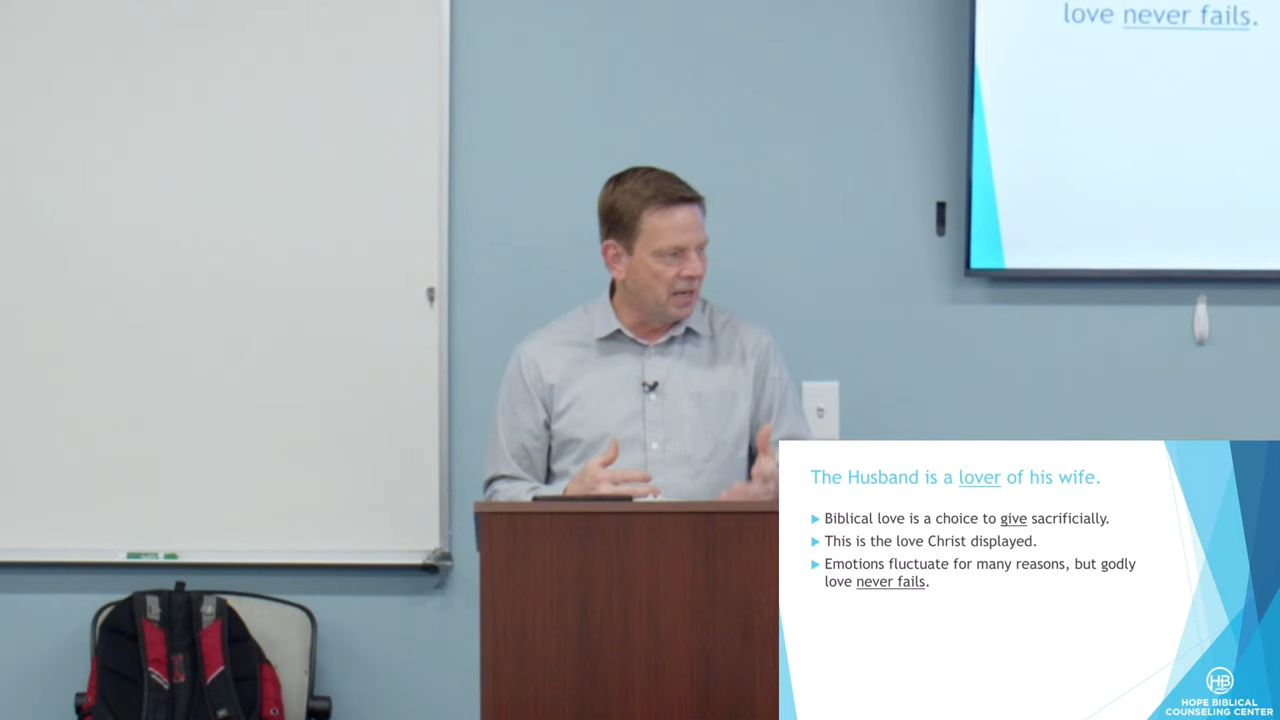 love never fails.
The Husband is a lover of his wife.
Biblical love is a choice to give sacrificially.
This is the love Christ displayed.
Emotions fluctuate for many reasons, but godly
love never fails.
HB
HOPE BIBLICAL
COUNSELING CENTER